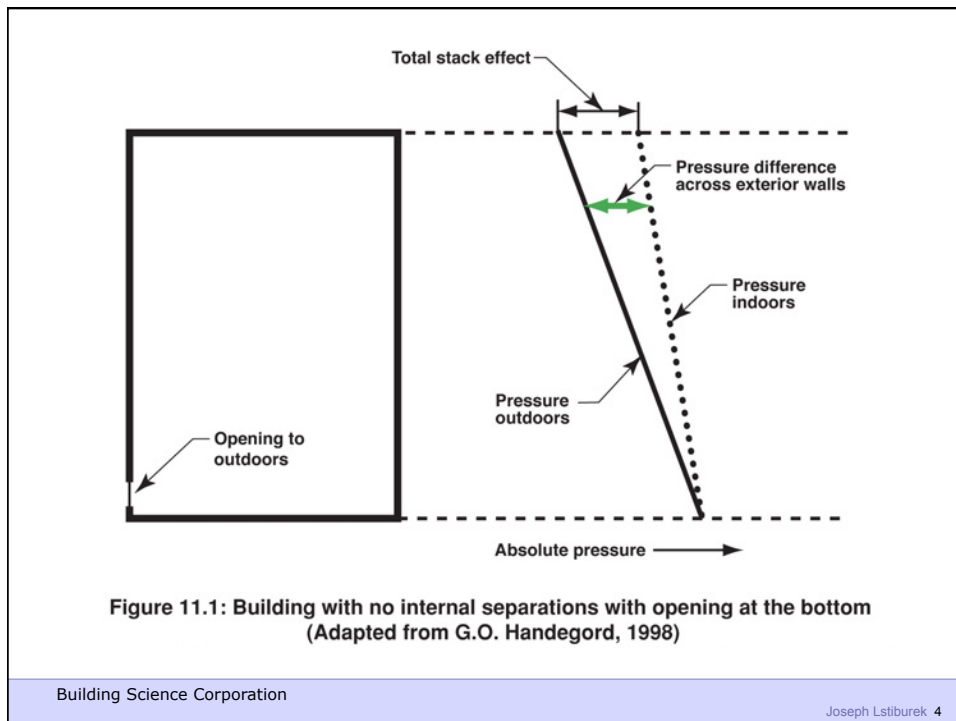 Total stack effect
Pressure difference
across exterior walls
Pressure
indoors
Pressure
outdoors
Opening to
outdoors
Absolute pressure
Figure 11.1: Building with no internal separations with opening at the bottom
(Adapted from G.O. Handegord, 1998)
Building Science Corporation
Joseph Lstiburek 4